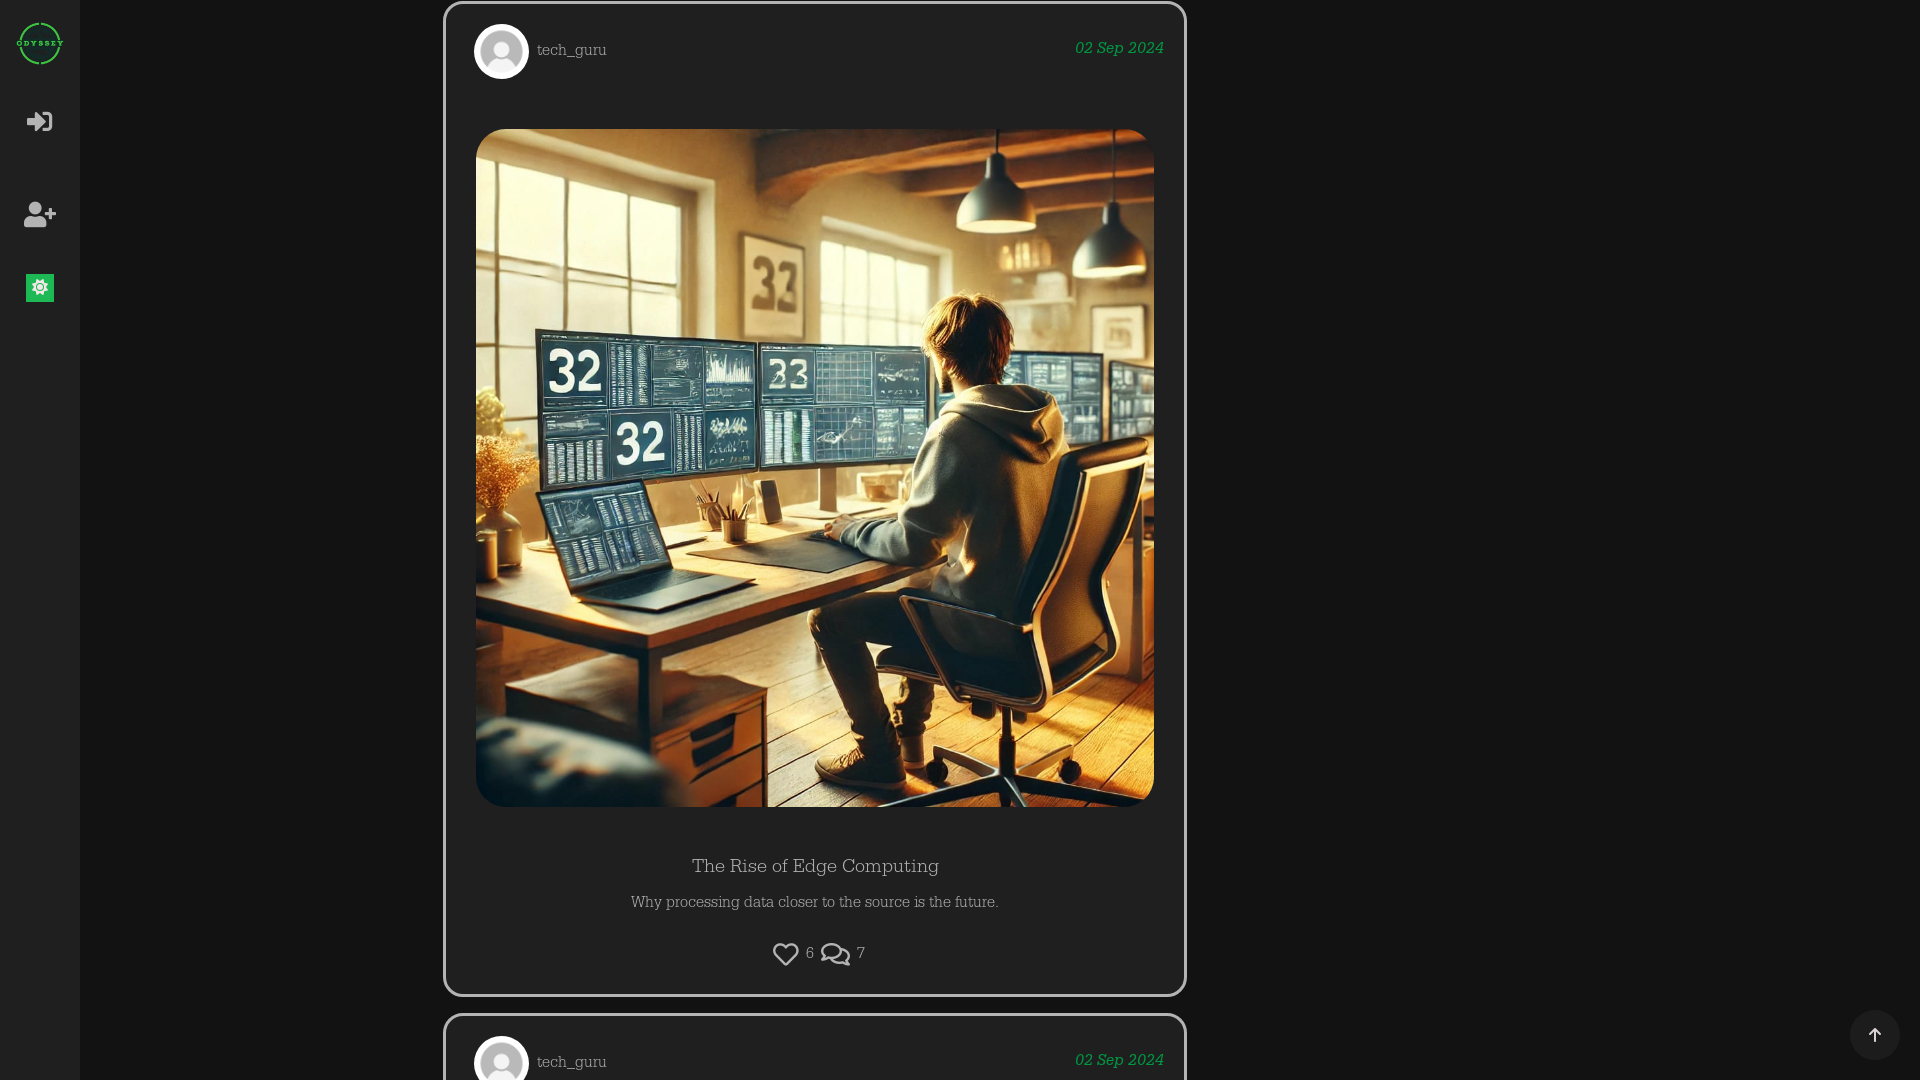 ODYSSEY
tech_guru
02 Sep 2024
32
32
33
32
The Rise of Edge Computing
Why processing data closer to the source is the future.
6
7
tech_guru
02 Sep 2024